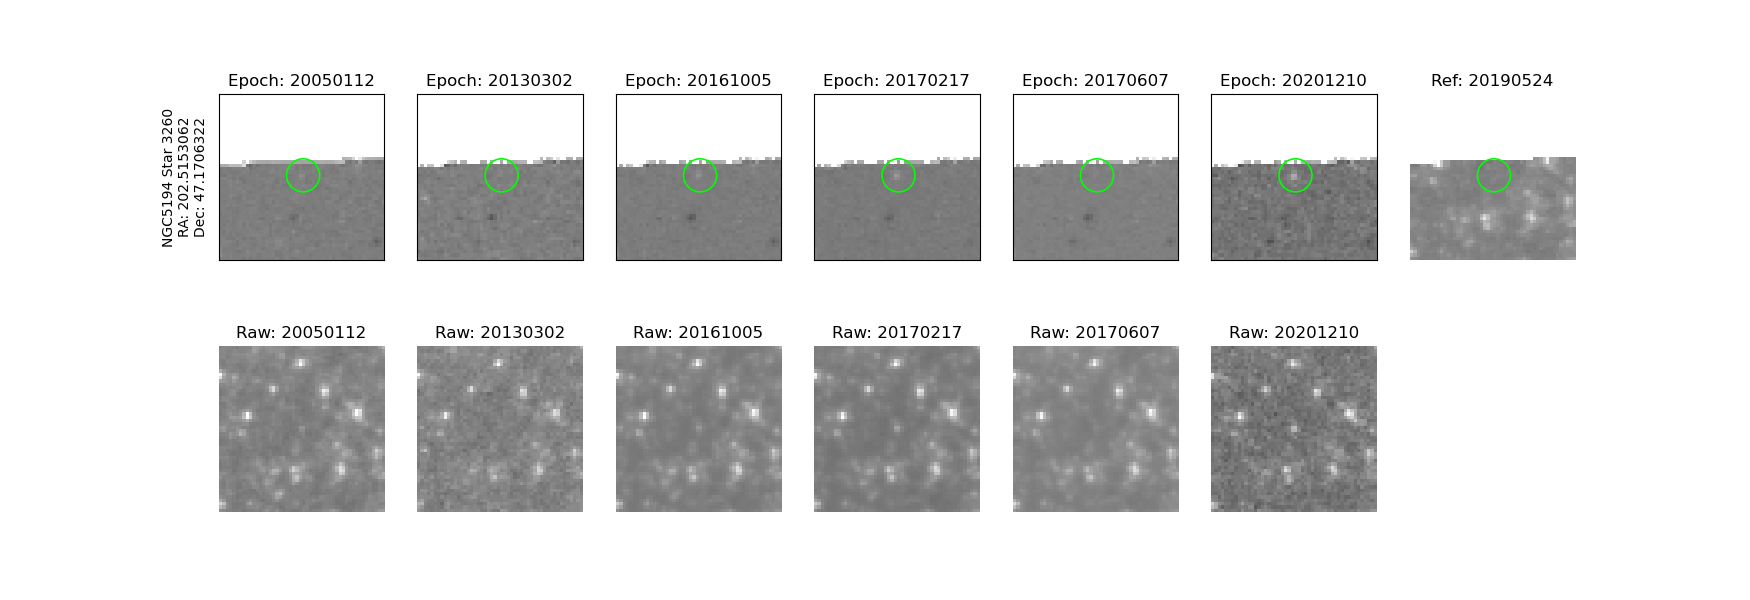 Epoch: 20050112
Epoch: 20130302
Epoch: 20161005
Epoch: 20170217
Epoch: 20170607
Epoch: 20201210
Ref: 20190524
NGC5194 Star 3260
RA: 202.5153062
Dec: 47.1706322
Raw: 20050112
Raw: 20130302
Raw: 20161005
Raw: 20170217
Raw: 20170607
Raw: 20201210